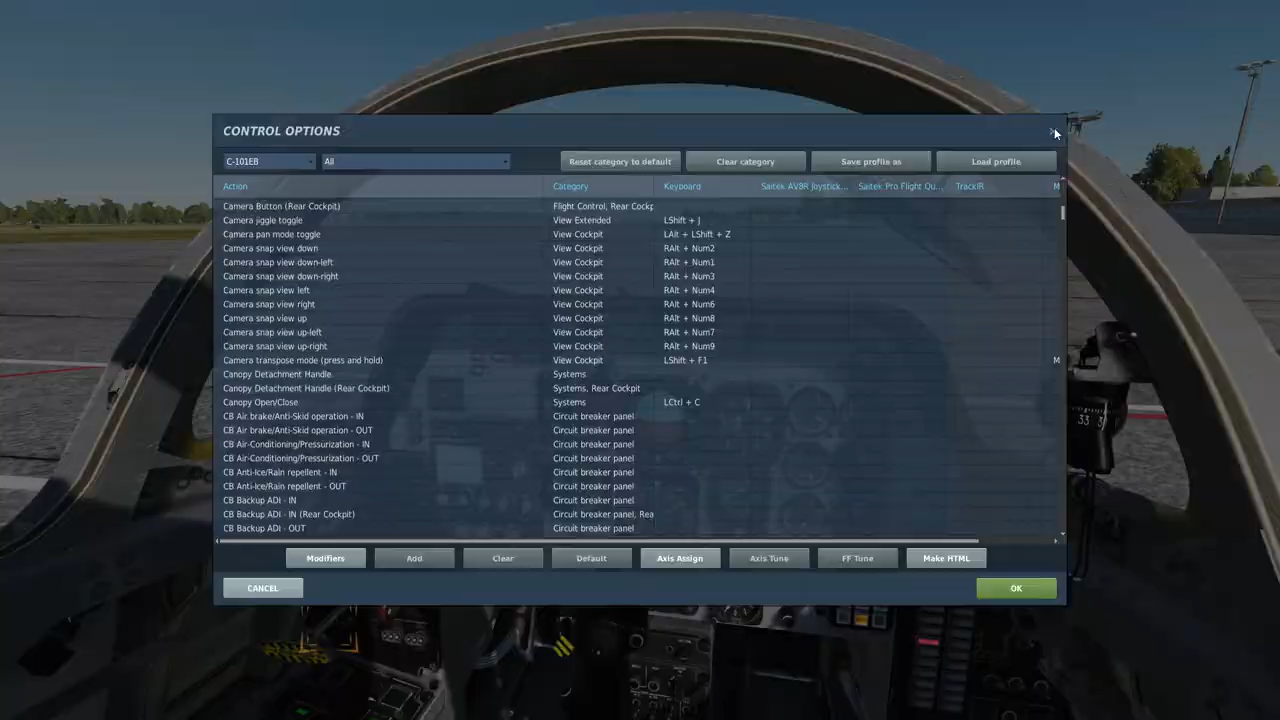 CONTROL OPTIONS
C-101EB All Reset category to default Clear category Save profile as Load profile
Action Category Keyboard Saitek AV8R Joystick... Saitek Pro Flight Qu... TrackIR M
Camera Button (Rear Cockpit) Flight Control, Rear Cockp
Camera jiggle toggle View Extended LShift + J
Camera pan mode toggle View Cockpit LAlt + LShift + Z
Camera snap view down View Cockpit RAlt + Num2
Camera snap view down-left View Cockpit RAlt + Num1
Camera snap view down-right View Cockpit RAlt + Num3
Camera snap view left View Cockpit RAlt + Num4
Camera snap view right View Cockpit RAlt + Num6
Camera snap view up View Cockpit RAlt + Num8
Camera snap view up-left View Cockpit RAlt + Num7
Camera snap view up-right View Cockpit RAlt + Num9
Camera transpose mode (press and hold) View Cockpit LShift + F1 M
Canopy Detachment Handle Systems
Canopy Detachment Handle (Rear Cockpit) Systems, Rear Cockpit
Canopy Open/Close Systems LCtrl + C
CB Air brake/Anti-Skid operation - IN Circuit breaker panel
CB Air brake/Anti-Skid operation - OUT Circuit breaker panel
CB Air-Conditioning/Pressurization - IN Circuit breaker panel
CB Air-Conditioning/Pressurization - OUT Circuit breaker panel
CB Anti-Ice/Rain repellent - IN Circuit breaker panel
CB Anti-Ice/Rain repellent - OUT Circuit breaker panel
CB Backup ADI - IN Circuit breaker panel
CB Backup ADI - IN (Rear Cockpit) Circuit breaker panel, Rea
CB Backup ADI - OUT Circuit breaker panel
Modifiers Add Clear Default Axis Assign Axis Tune FF Tune Make HTML
CANCEL OK
33